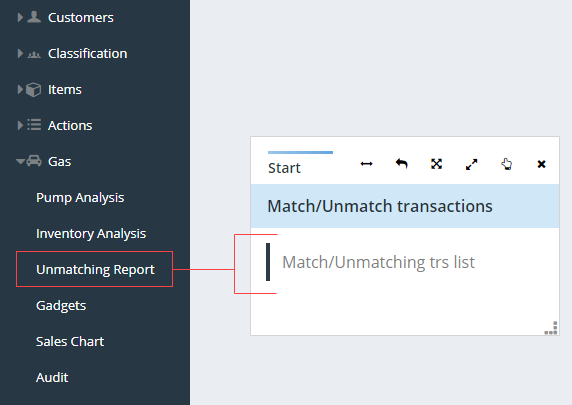 Customers
Classification
Items
Actions
Gas
Pump Analysis
Inventory Analysis
Unmatching Report
Gadgets
Sales Chart
Audit
Start
Match/Unmatch transactions
Match/Unmatching trs list